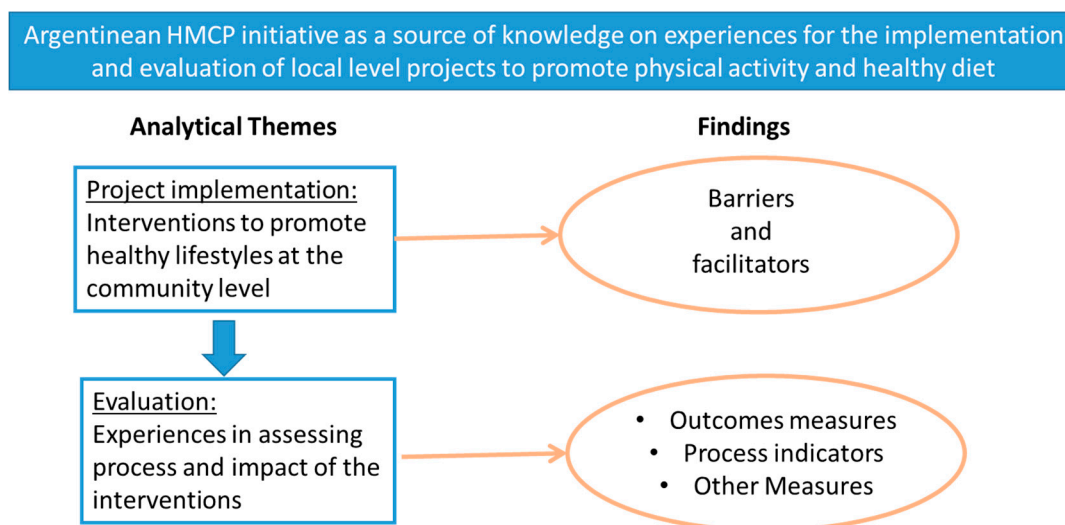 Argentinean HMCP initiative as a source of knowledge on experiences for the implementation
and evaluation of local level projects to promote physical activity and healthy diet
Analytical Themes
Findings
Project implementation:
Interventions to promote
healthy lifestyles at the
community level
Barriers
and
facilitators
Evaluation:
Experiences in assessing
process and impact of the
interventions
• Outcomes measures
• Process indicators
• Other Measures